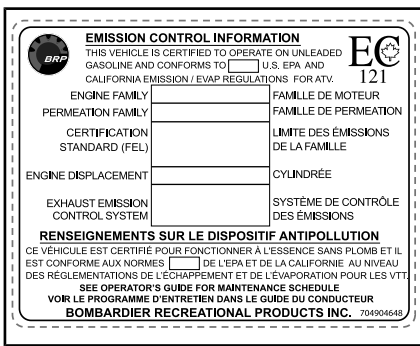 BRP
EMISSION CONTROL INFORMATION
THIS VEHICLE IS CERTIFIED TO OPERATE ON UNLEADED
GASOLINE AND CONFORMS TO U.S. EPA AND
CALIFORNIA EMISSION / EVAP REGULATIONS FOR ATV.
EC
121
ENGINE FAMILY FAMILLE DE MOTEUR
PERMEATION FAMILY FAMILLE DE PERMEATION
CERTIFICATION LIMITE DES ÉMISSIONS
STANDARD (FEL) DE LA FAMILLE
ENGINE DISPLACEMENT CYLINDRÉE
EXHAUST EMISSION SYSTÈME DE CONTRÔLE
CONTROL SYSTEM DES ÉMISSIONS
RENSEIGNEMENTS SUR LE DISPOSITIF ANTIPOLLUTION
CE VÉHICULE EST CERTIFIÉ POUR FONCTIONNER À L'ESSENCE SANS PLOMB ET IL
EST CONFORME AUX NORMES DE L'EPA ET DE LA CALIFORNIE AU NIVEAU
DES RÉGLEMENTATIONS DE L'ÉCHAPPEMENT ET DE L'ÉVAPORATION POUR LES VTT.
SEE OPERATOR'S GUIDE FOR MAINTENANCE SCHEDULE
VOIR LE PROGRAMME D'ENTRETIEN DANS LE GUIDE DU CONDUCTEUR
BOMBARDIER RECREATIONAL PRODUCTS INC. 704904648